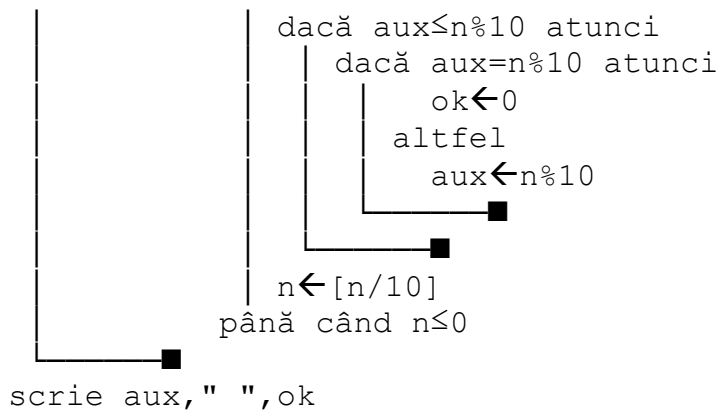 dacă aux≤n%10 atunci
dacă aux=n%10 atunci
ok←0
altfel
aux←n%10
n←[n/10]
până când n≤0
scrie aux," ",ok